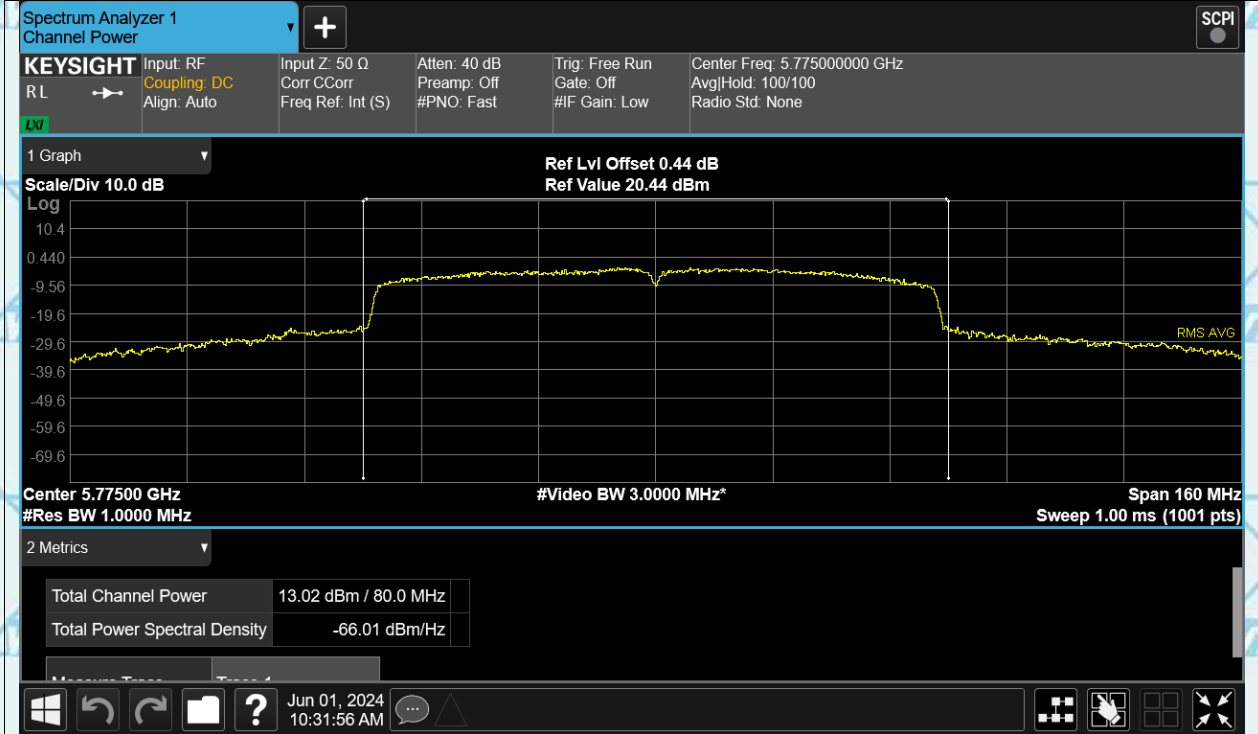 Spectrum Analyzer 1
Channel Power
SCPI
KEYSIGHT
R L
LXI
Input: RF
Coupling: DC
Align: Auto
Input Z: 50 Ω
Corr CCorr
Freq Ref: Int (S)
Atten: 40 dB
Preamp: Off
#PNO: Fast
Trig: Free Run
Gate: Off
#IF Gain: Low
Center Freq: 5.775000000 GHz
Avg|Hold: 100/100
Radio Std: None
1 Graph
Scale/Div 10.0 dB
Ref Lvl Offset 0.44 dB
Ref Value 20.44 dBm
Log
10.4
0.440
-9.56
-19.6
-29.6
-39.6
-49.6
-59.6
-69.6
RMS AVG
Center 5.77500 GHz
#Video BW 3.0000 MHz*
Span 160 MHz
#Res BW 1.0000 MHz
Sweep 1.00 ms (1001 pts)
2 Metrics
Total Channel Power 13.02 dBm / 80.0 MHz
Total Power Spectral Density -66.01 dBm/Hz
Measure Trace Trace 1
?
Jun 01, 2024
10:31:56 AM